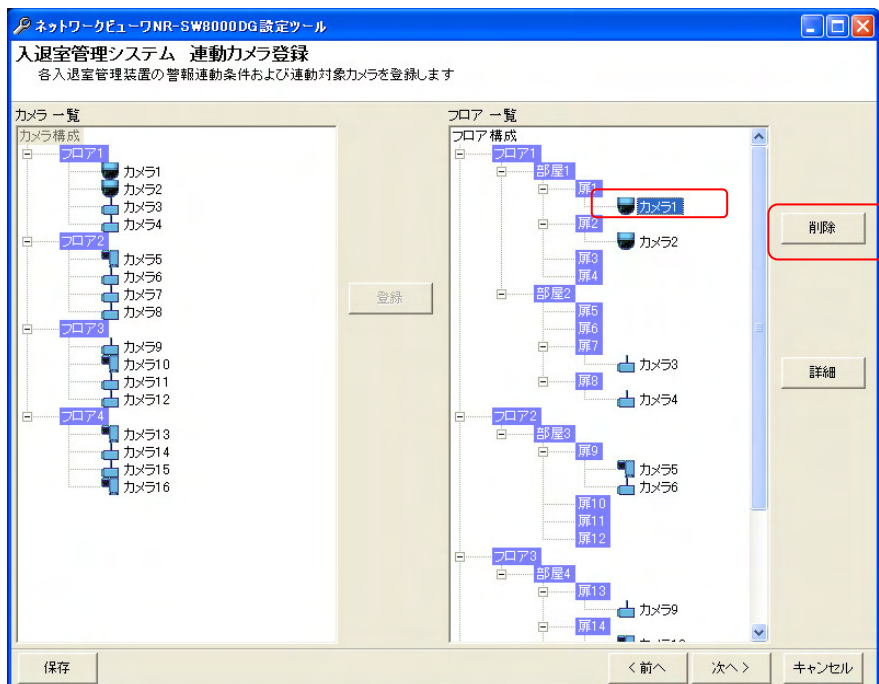 ネットワークビューワNR-SW8000DG設定ツール
入退室管理システム 連動カメラ登録
各入退室管理装置の警報連動条件および連動対象カメラを登録します
カメラ 一覧
カメラ構成
フロア1
カメラ1
カメラ2
カメラ3
カメラ4
フロア2
カメラ5
カメラ6
カメラ7
カメラ8
フロア3
カメラ9
カメラ10
カメラ11
カメラ12
フロア4
カメラ13
カメラ14
カメラ15
カメラ16
登録
フロア 一覧
フロア構成
フロア1
部屋1
扉1
カメラ1
扉2
カメラ2
扉3
扉4
部屋2
扉5
扉6
扉7
カメラ3
扉8
カメラ4
フロア2
部屋3
扉9
カメラ5
カメラ6
扉10
扉11
扉12
フロア3
部屋4
扉13
カメラ9
扉14
削除
詳細
保存
<前へ
次へ>
キャンセル